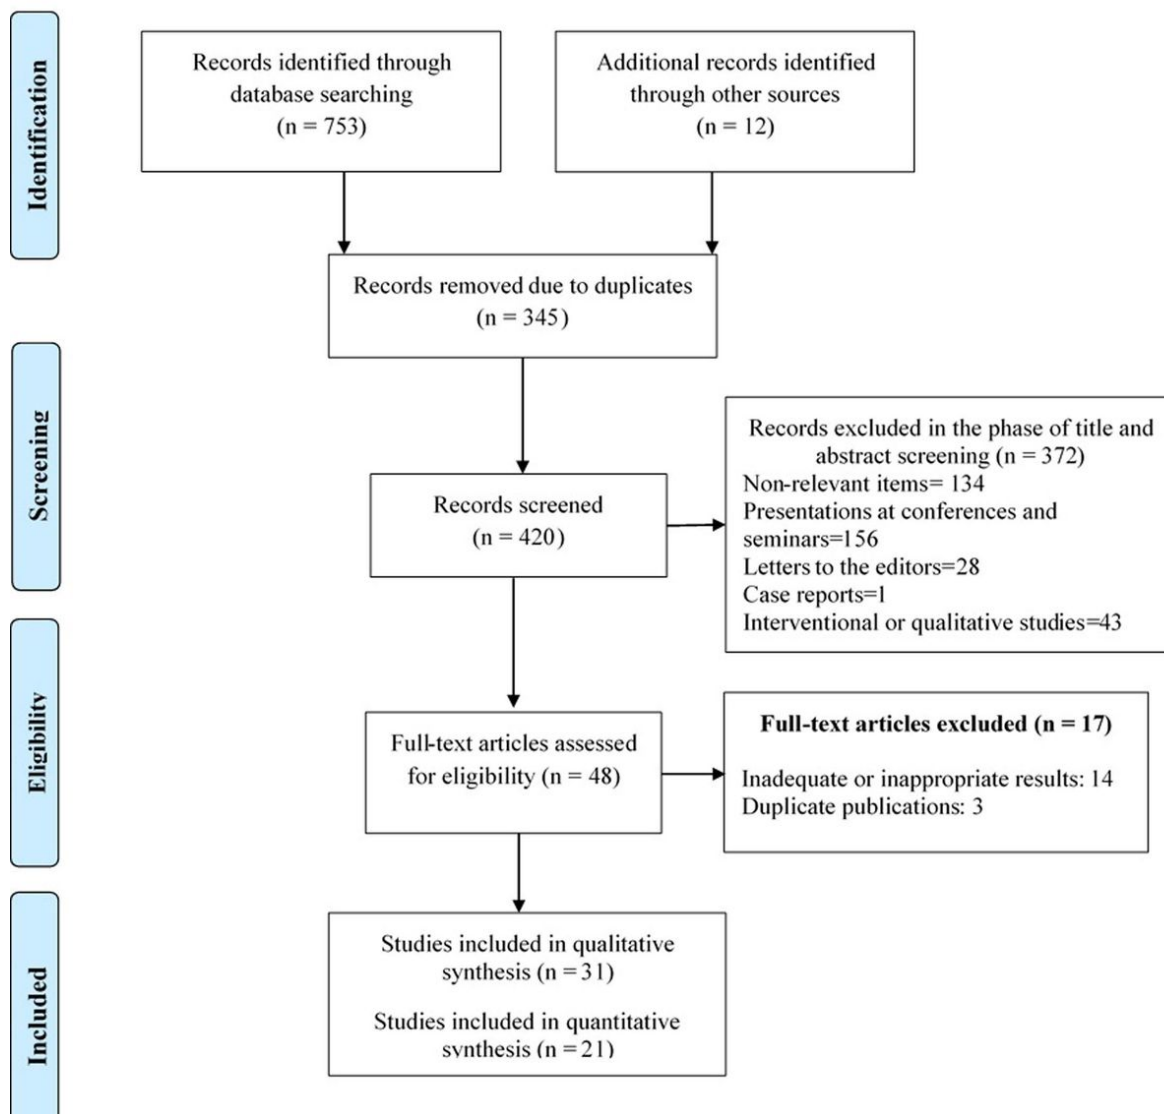 Identification
Records identified through
database searching
(n = 753)
Additional records identified
through other sources
(n = 12)
Records removed due to duplicates
(n = 345)
Screening
Records screened
(n = 420)
Records excluded in the phase of title and
abstract screening (n = 372)
Non-relevant items= 134
Presentations at conferences and
seminars=156
Letters to the editors=28
Case reports=1
Interventional or qualitative studies=43
Eligibility
Full-text articles assessed
for eligibility (n = 48)
Full-text articles excluded (n = 17)
Inadequate or inappropriate results: 14
Duplicate publications: 3
Included
Studies included in qualitative
synthesis (n = 31)
Studies included in quantitative
synthesis (n = 21)